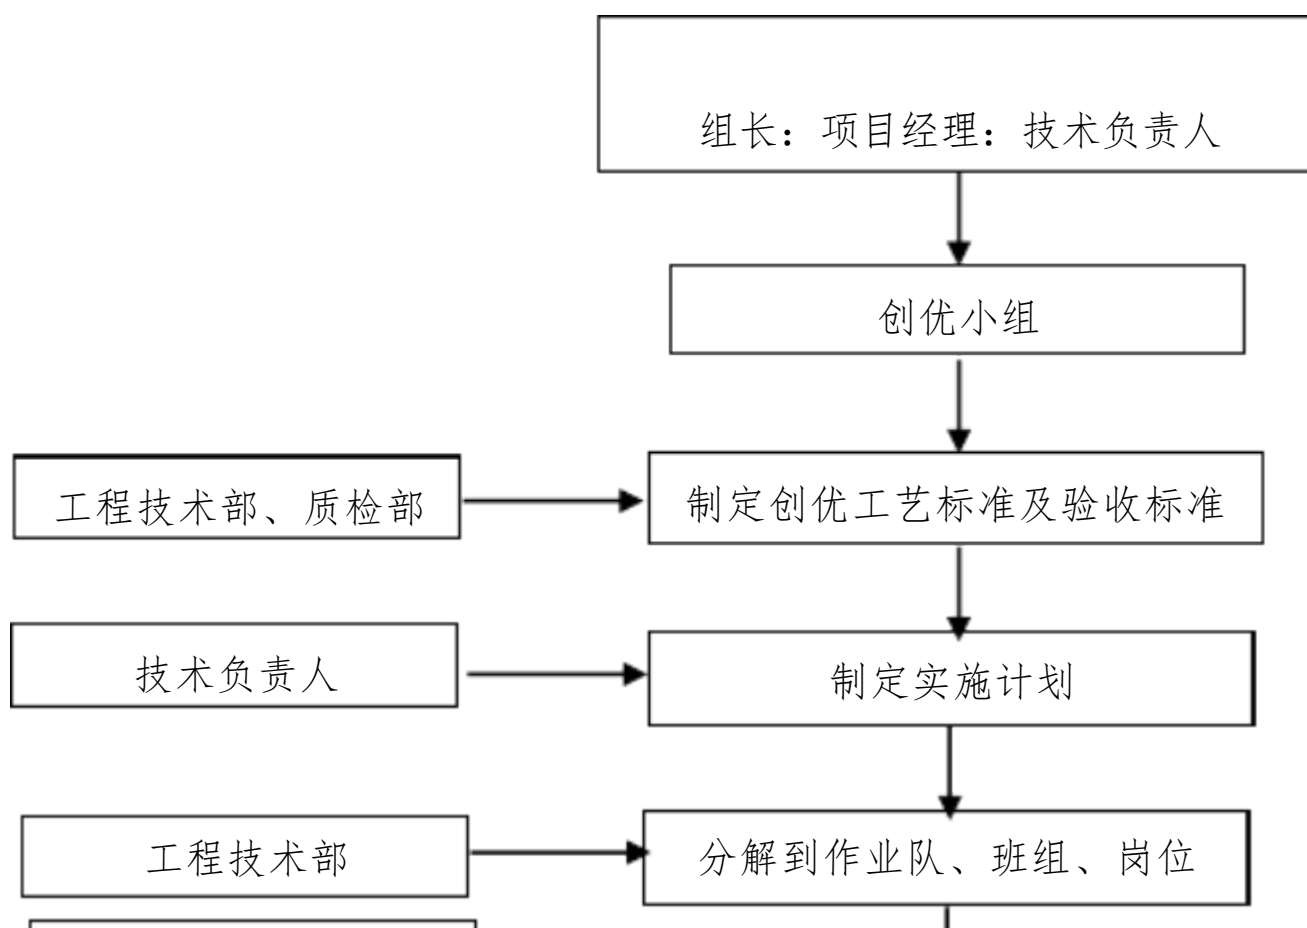 组长：项目经理：技术负责人
创优小组
工程技术部、质检部
制定创优工艺标准及验收标准
技术负责人
制定实施计划
工程技术部
分解到作业队、班组、岗位